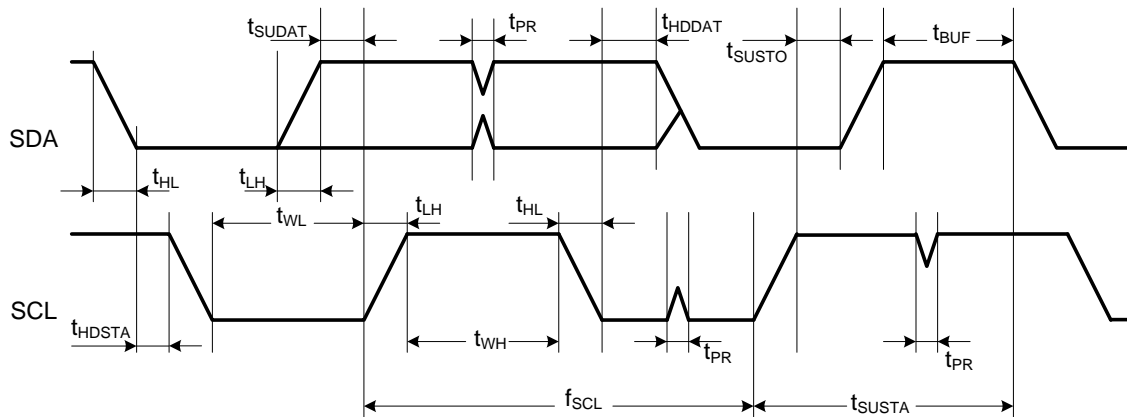 tSUDAT
tPR
tHDDAT
tSUSTO
tBUF
SDA
tHL
tLH
tWL
tLH
tHL
SCL
tHDSTA
tWH
tPR
tPR
fSCL
tSUSTA